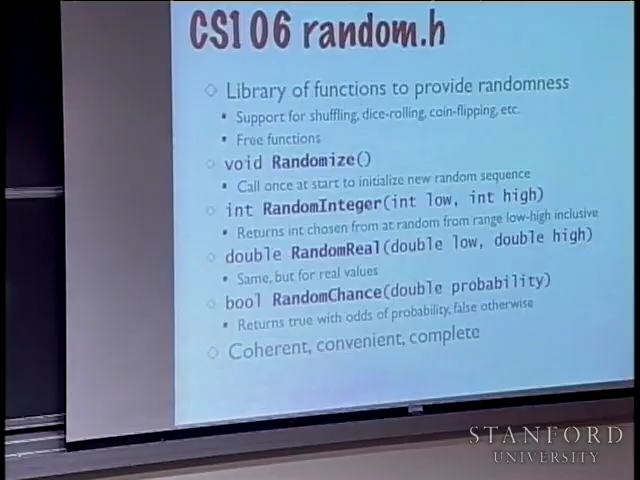 CS106 random.h
Library of functions to provide randomness
Support for shuffling, dice-rolling, coin-flipping, etc.
Free functions
void Randomize()
Call once at start to initialize new random sequence
int RandomInteger(int low, int high)
Returns int chosen from at random from range low-high inclusive
double RandomReal(double low, double high)
Same, but for real values
bool RandomChance(double probability)
Returns true with odds of probability, false otherwise
Coherent, convenient, complete
STANFORD
UNIVERSITY